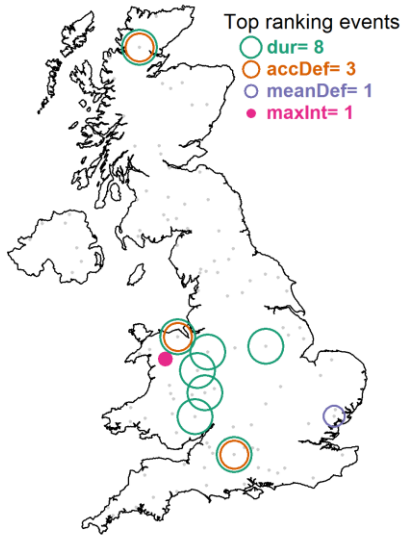 Top ranking events
dur= 8
accDef= 3
meanDef= 1
maxInt= 1